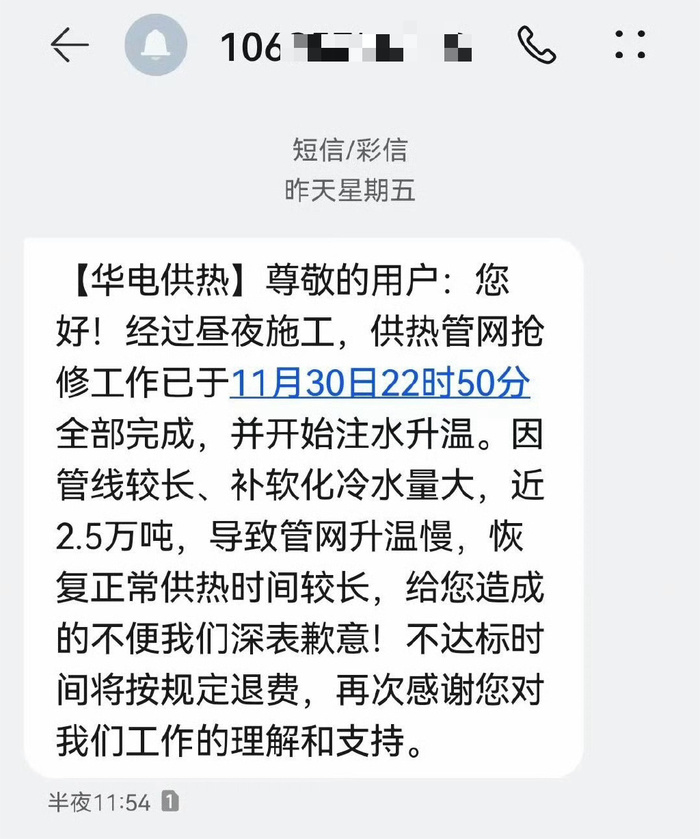 106
短信/彩信
昨天星期五
【华电供热】尊敬的用户：您
好！经过昼夜施工，供热管网抢
修工作已于11月30日22时50分
全部完成，并开始注水升温。因
管线较长、补软化冷水量大，近
2.5万吨，导致管网升温慢，恢
复正常供热时间较长，给您造成
的不便我们深表歉意！不达标时
间将按规定退费，再次感谢您对
我们工作的理解和支持。
半夜11:54 1